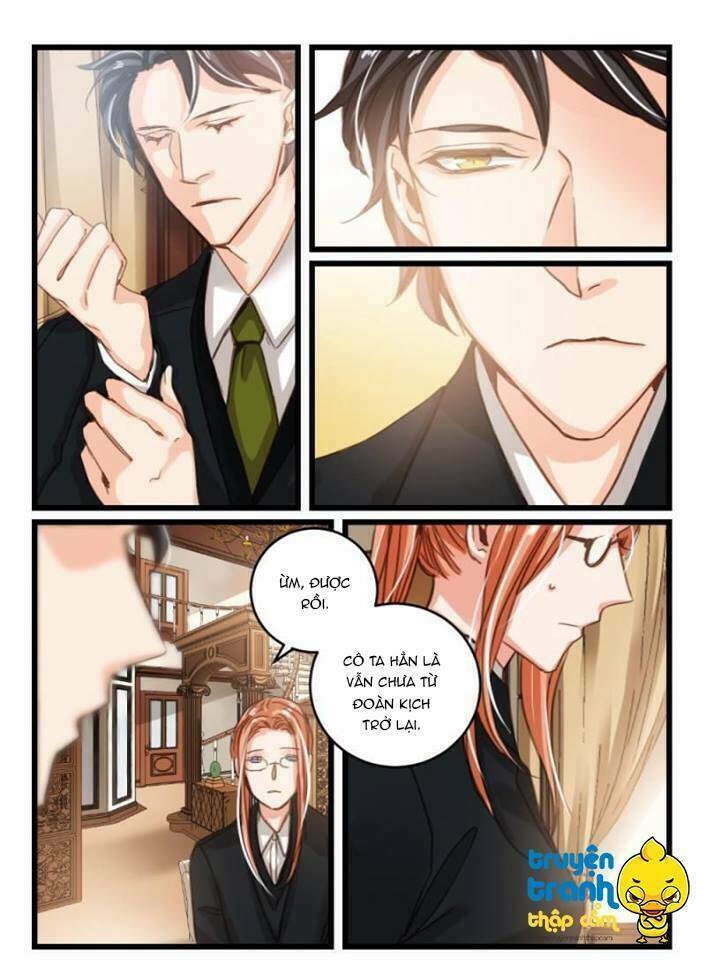 ỪM, ĐƯỢC
RỒI.
CÔ TA HẲN LÀ
VẪN CHƯA TỪ
ĐOÀN KỊCH
TRỞ LẠI.
truyện
tranh
thập cẩm